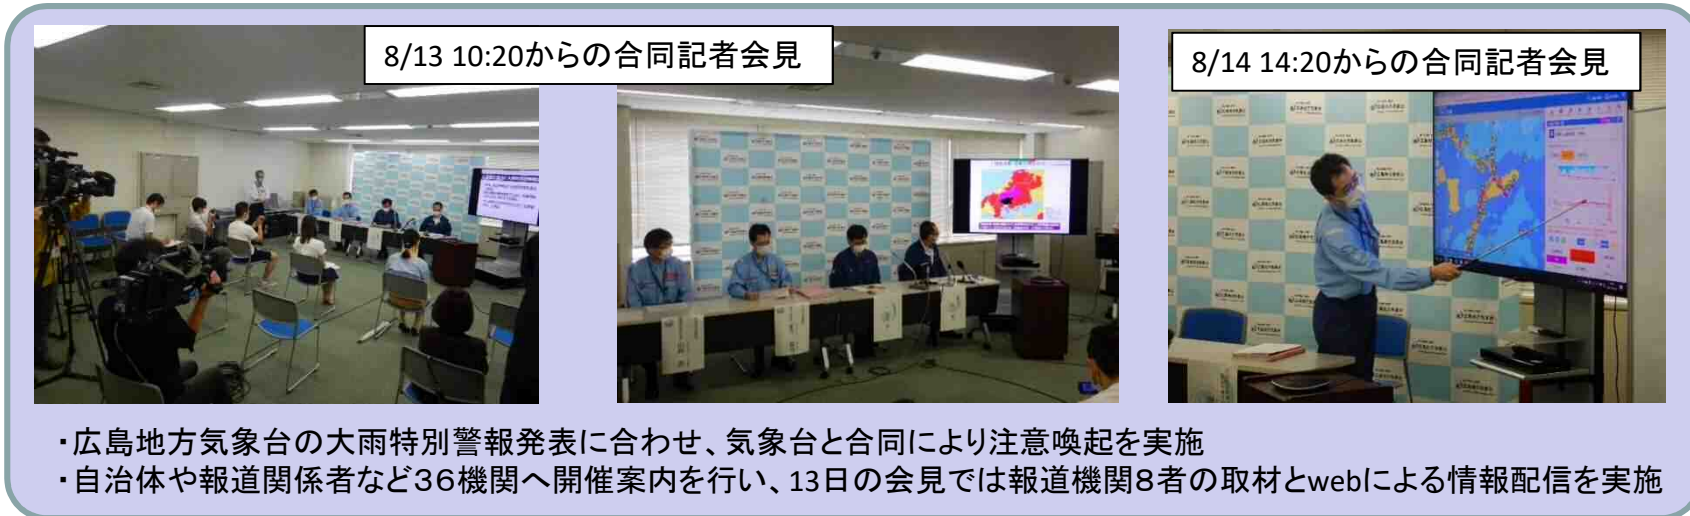 8/13 10:20からの合同記者会見
8/14 14:20からの合同記者会見
・広島地方気象台の大雨特別警報発表に合わせ、気象台と合同により注意喚起を実施
・自治体や報道関係者など３６機関へ開催案内を行い、13日の会見では報道機関８者の取材とwebによる情報配信を実施